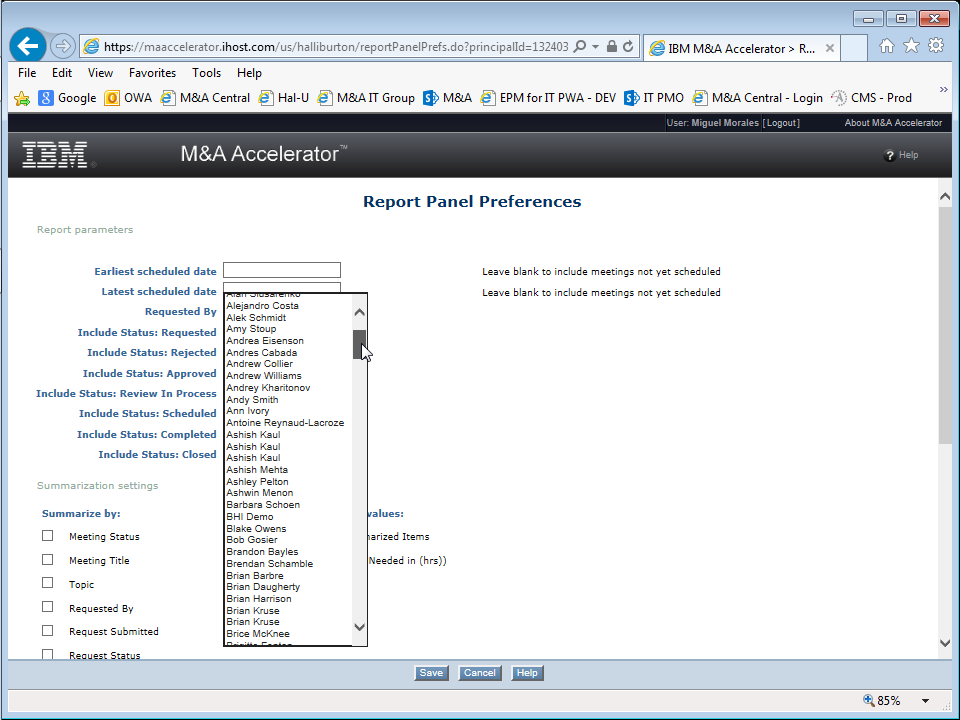 https://maaccelerator.ihost.com/us/halliburton/reportPanelPrefs.do?principalId=132403
IBM M&A Accelerator > R...
File Edit View Favorites Tools Help
Google OWA M&A Central Hal-U M&A IT Group M&A EPM for IT PWA - DEV IT PMO M&A Central - Login CMS - Prod
User: Miguel Morales [Logout] About M&A Accelerator
IBM M&A Accelerator™ Help
Report Panel Preferences
Report parameters
Earliest scheduled date Leave blank to include meetings not yet scheduled
Latest scheduled date Leave blank to include meetings not yet scheduled
Requested By
Include Status: Requested
Include Status: Rejected
Include Status: Approved
Include Status: Review In Process
Include Status: Scheduled
Include Status: Completed
Include Status: Closed
Alejandro Costa
Alek Schmidt
Amy Stoup
Andrea Eisenson
Andres Cabada
Andrew Collier
Andrew Williams
Andrey Kharitonov
Andy Smith
Ann Ivory
Antoine Reynaud-Lacroze
Ashish Kaul
Ashish Kaul
Ashish Kaul
Ashish Mehta
Ashley Pelton
Ashwin Menon
Barbara Schoen
BHI Demo
Blake Owens
Bob Gosier
Brandon Bayles
Brendan Schamble
Brian Barbre
Brian Daugherty
Brian Harrison
Brian Kruse
Brian Kruse
Brice McKnee
Summarization settings
Summarize by: values:
Meeting Status arized Items
Meeting Title Needed in (hrs))
Topic
Requested By
Request Submitted
Request Status
Save Cancel Help
85%